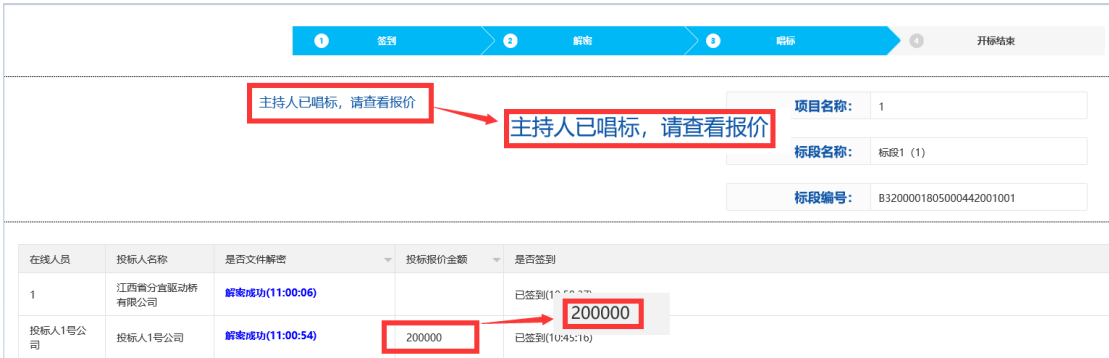 1 签到 2 解密 3 唱标 4 开标结束
主持人已唱标，请查看报价
主持人已唱标，请查看报价
项目名称： 1
标段名称： 标段1（1）
标段编号： B3200001805000442001001
在线人员 投标人名称 是否文件解密 投标报价金额 是否签到
1 江西省分宜驱动桥有限公司 解密成功(11:00:06)
已签到
200000
投标人1号公司 投标人1号公司 解密成功(11:00:54) 200000 已签到(10:45:16)